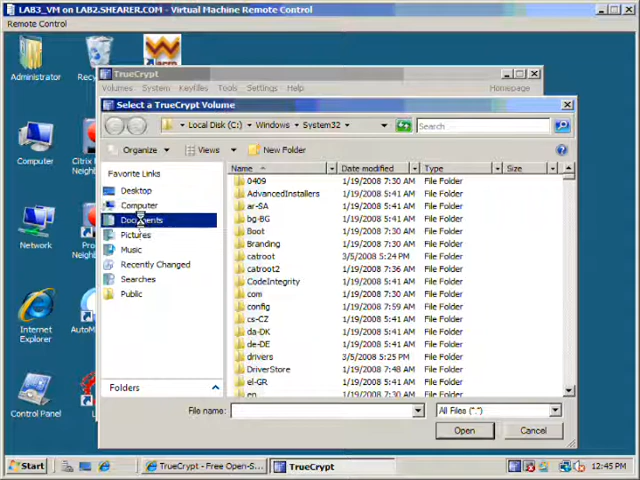 LAB3_VM on LAB2.SHEARER.COM - Virtual Machine Remote Control
Remote Control
Administrator
Computer
Network
Internet
Explorer
Control Panel
TrueCrypt
Volumes System Keyfiles Tools Settings Help Homepage
Select a TrueCrypt Volume
Local Disk (C:) Windows System32 Search
Organize Views New Folder
Favorite Links
Desktop
Computer
Documents
Pictures
Music
Recently Changed
Searches
Public
Folders
Name Date modified Type Size
0409 1/19/2008 7:30 AM File Folder
AdvancedInstallers 1/19/2008 5:41 AM File Folder
ar-SA 1/19/2008 5:41 AM File Folder
bg-BG 1/19/2008 5:41 AM File Folder
Boot 1/19/2008 7:30 AM File Folder
Branding 1/19/2008 7:30 AM File Folder
catroot 3/5/2008 5:24 PM File Folder
catroot2 1/19/2008 7:36 AM File Folder
CodeIntegrity 1/19/2008 5:41 AM File Folder
com 1/19/2008 7:30 AM File Folder
config 1/19/2008 7:59 AM File Folder
cs-CZ 1/19/2008 5:41 AM File Folder
da-DK 1/19/2008 5:41 AM File Folder
de-DE 1/19/2008 5:41 AM File Folder
drivers 3/5/2008 5:25 PM File Folder
DriverStore 1/19/2008 7:48 AM File Folder
el-GR 1/19/2008 5:41 AM File Folder
en 1/19/2008 7:30 AM File Folder
File name: All Files (*.*)
Open Cancel
Start TrueCrypt - Free Open-S... TrueCrypt 12:45 PM